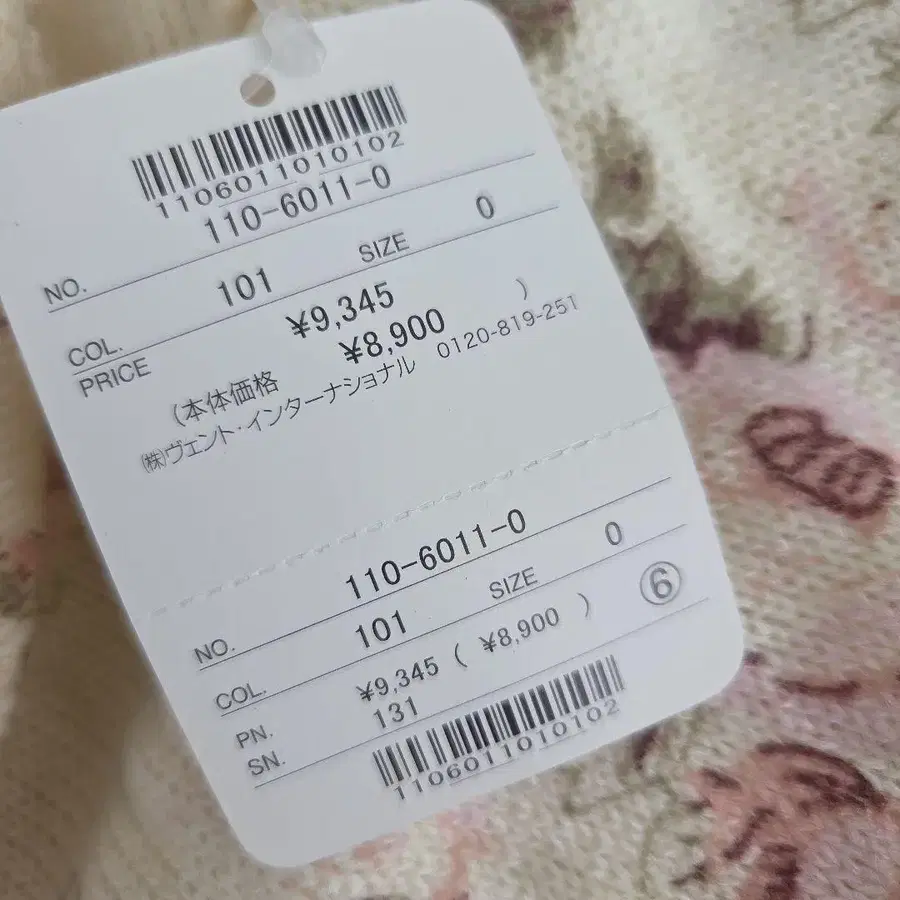 1106011010102
NO. 110-6011-0
COL. 101 SIZE 0
PRICE ¥9,345
(本体価格 ¥8,900 )
㈱ヴェント・インターナショナル 0120-819-251
NO. 110-6011-0
COL. 101 SIZE 0
PN. ¥9,345 ( ¥8,900 ) ⑥
SN. 131
1106011010102